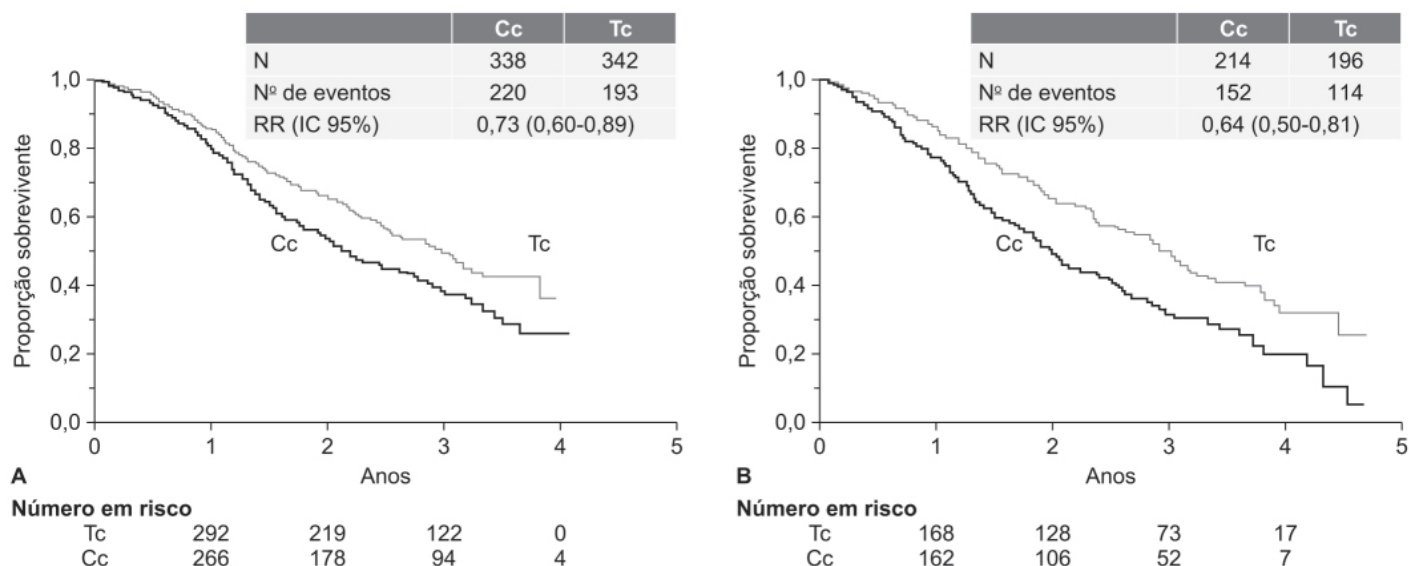 Cc Tc
N 338 342
Nº de eventos 220 193
RR (IC 95%) 0,73 (0,60-0,89)
Proporção sobrevivente
1,0
0,8
0,6
0,4
0,2
0,0
Cc
Tc
0 1 2 3 4 5
Anos
A
Número em risco
Tc 292 219 122 0
Cc 266 178 94 4
Cc Tc
N 214 196
Nº de eventos 152 114
RR (IC 95%) 0,64 (0,50-0,81)
Proporção sobrevivente
1,0
0,8
0,6
0,4
0,2
0,0
Cc
Tc
0 1 2 3 4 5
Anos
B
Número em risco
Tc 168 128 73 17
Cc 162 106 52 7